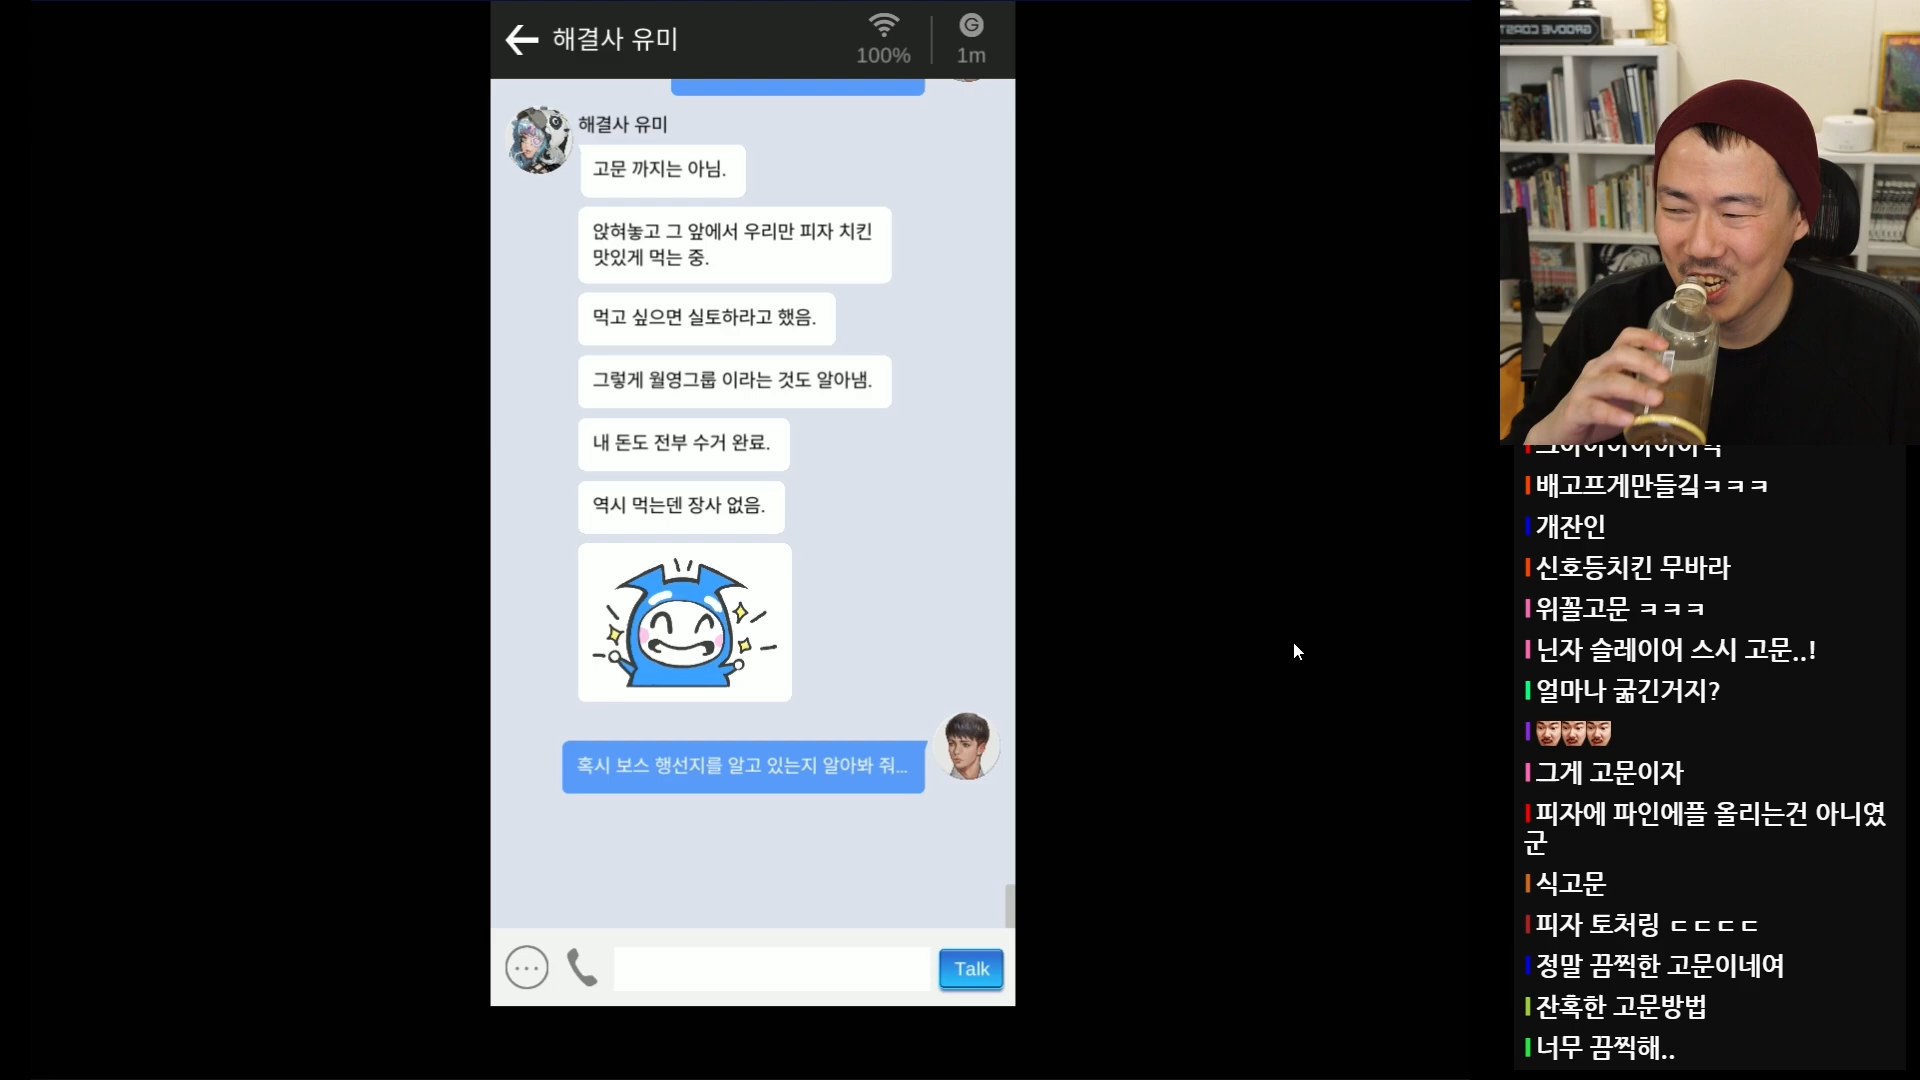 해결사 유미
100%
G
1m
해결사 유미
고문 까지는 아님.
앉혀놓고 그 앞에서 우리만 피자 치킨
맛있게 먹는 중.
먹고 싶으면 실토하라고 했음.
그렇게 월영그룹 이라는 것도 알아냄.
내 돈도 전부 수거 완료.
역시 먹는덴 장사 없음.
혹시 보스 행선지를 알고 있는지 알아봐 줘...
Talk
GROOVE COAST
배고프게만들긬ㅋㅋㅋ
개잔인
신호등치킨 무바라
위꼴고문 ㅋㅋㅋ
닌자 슬레이어 스시 고문..!
얼마나 굶긴거지?
그게 고문이자
피자에 파인에플 올리는건 아니였
군
식고문
피자 토처링 ㄷㄷㄷㄷ
정말 끔찍한 고문이네여
잔혹한 고문방법
너무 끔찍해..